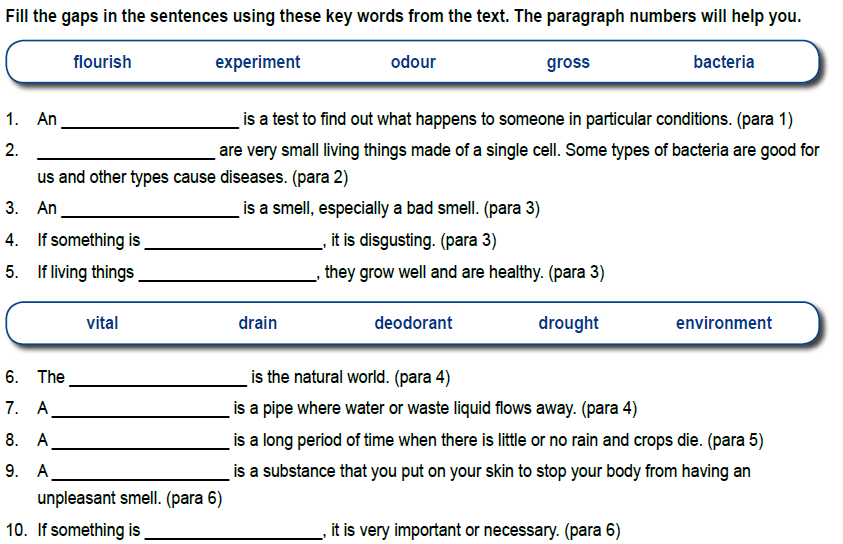 Fill the gaps in the sentences using these key words from the text. The paragraph numbers will help you.
flourish experiment odour gross bacteria
1. An ____________________ is a test to find out what happens to someone in particular conditions. (para 1)
2. ____________________ are very small living things made of a single cell. Some types of bacteria are good for
us and other types cause diseases. (para 2)
3. An ____________________ is a smell, especially a bad smell. (para 3)
4. If something is ____________________, it is disgusting. (para 3)
5. If living things ____________________, they grow well and are healthy. (para 3)
vital drain deodorant drought environment
6. The ____________________ is the natural world. (para 4)
7. A ____________________ is a pipe where water or waste liquid flows away. (para 4)
8. A ____________________ is a long period of time when there is little or no rain and crops die. (para 5)
9. A ____________________ is a substance that you put on your skin to stop your body from having an
unpleasant smell. (para 6)
10. If something is ____________________, it is very important or necessary. (para 6)